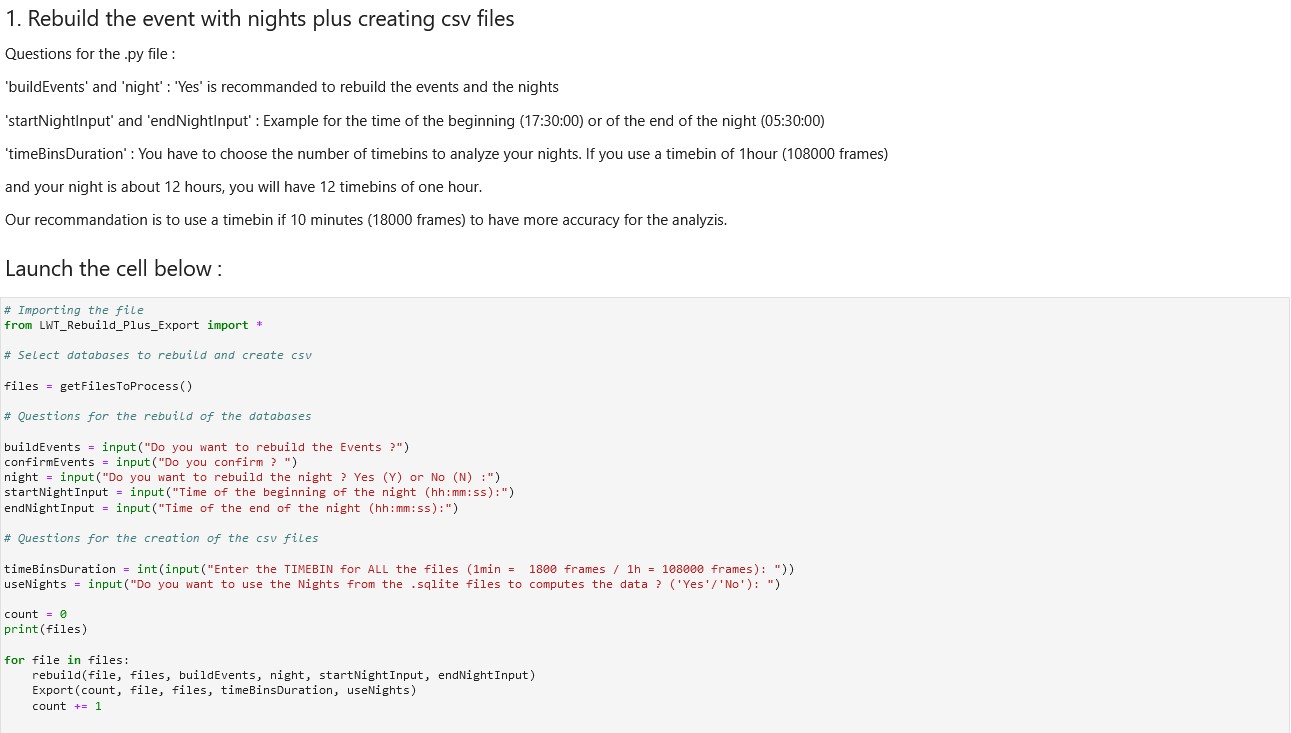 1. Rebuild the event with nights plus creating csv files
Questions for the .py file :
'buildEvents' and 'night' : 'Yes' is recommanded to rebuild the events and the nights
'startNightInput' and 'endNightInput' : Example for the time of the beginning (17:30:00) or of the end of the night (05:30:00)
'timeBinsDuration' : You have to choose the number of timebins to analyze your nights. If you use a timebin of 1hour (108000 frames)
and your night is about 12 hours, you will have 12 timebins of one hour.
Our recommandation is to use a timebin if 10 minutes (18000 frames) to have more accuracy for the analyzis.
Launch the cell below :
# Importing the file
from LWT_Rebuild_Plus_Export import *
# Select databases to rebuild and create csv
files = getFilesToProcess()
# Questions for the rebuild of the databases
buildEvents = input("Do you want to rebuild the Events ?")
confirmEvents = input("Do you confirm ? ")
night = input("Do you want to rebuild the night ? Yes (Y) or No (N) :")
startNightInput = input("Time of the beginning of the night (hh:mm:ss):")
endNightInput = input("Time of the end of the night (hh:mm:ss):")
# Questions for the creation of the csv files
timeBinsDuration = int(input("Enter the TIMEBIN for ALL the files (1min =  1800 frames / 1h = 108000 frames): "))
useNights = input("Do you want to use the Nights from the .sqlite files to computes the data ? ('Yes'/'No'): ")
count = 0
print(files)
for file in files:
    rebuild(file, files, buildEvents, night, startNightInput, endNightInput)
    Export(count, file, files, timeBinsDuration, useNights)
    count += 1